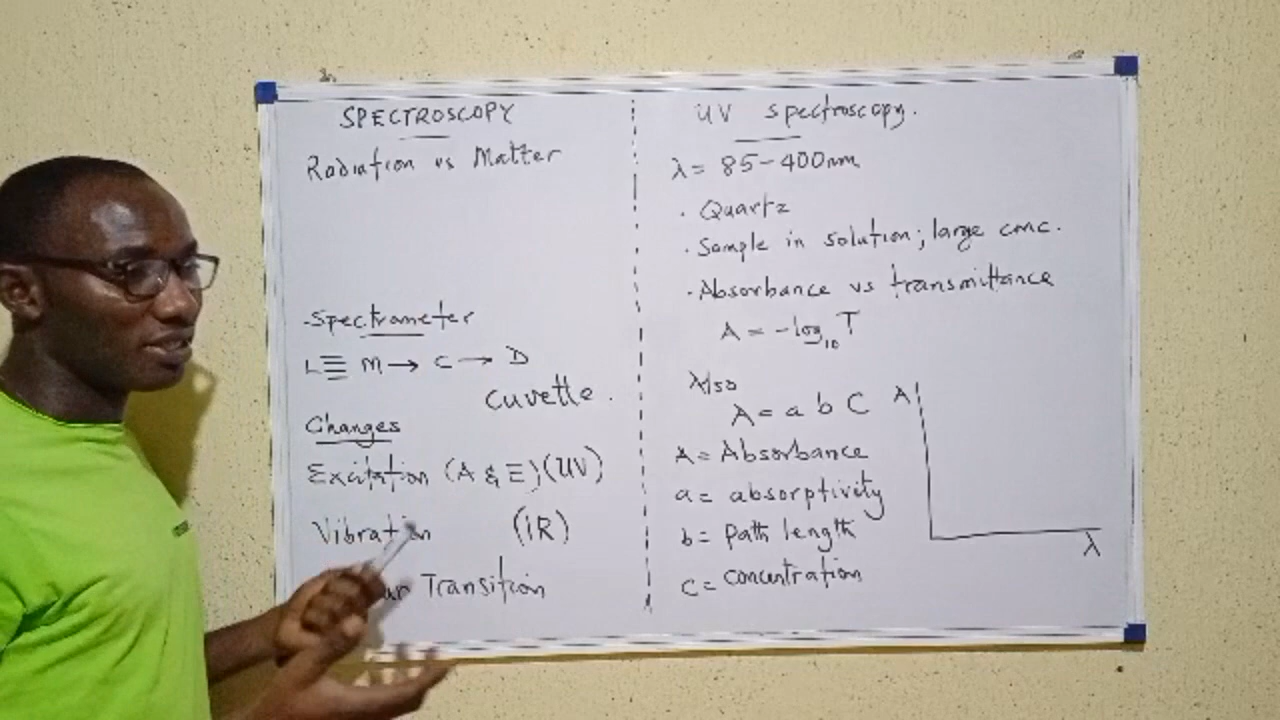 SPECTROSCOPY
Radiation vs Matter
-Spectrometer
L≡ M → C → D
Cuvette.
Changes
Excitation (A & E)(UV)
Vibration (IR)
Transition
UV spectroscopy.
λ = 85-400nm
· Quartz
· Sample in solution; large conc.
· Absorbance vs transmittance
A = -log₁₀ T
Also
A = a b C
A = Absorbance
a = absorptivity
b = Path length
C = concentration
A
λ